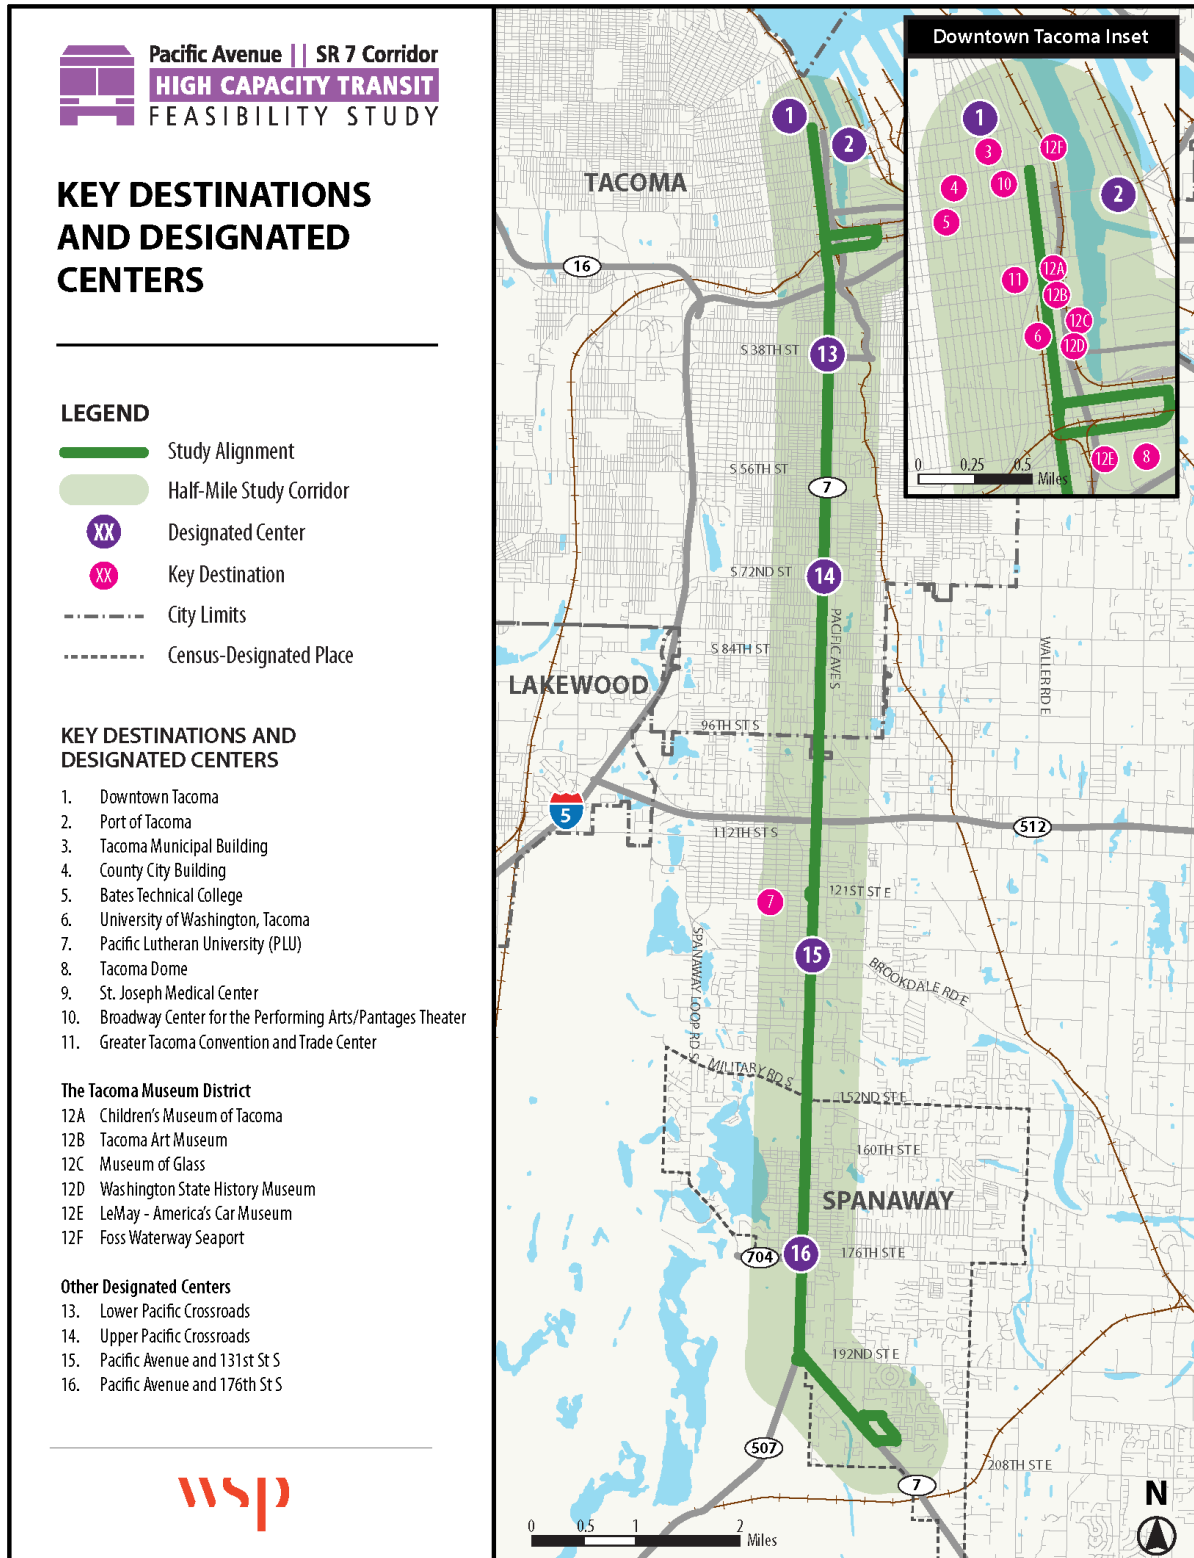 Pacific Avenue || SR 7 Corridor
HIGH CAPACITY TRANSIT
FEASIBILITY STUDY
KEY DESTINATIONS
AND DESIGNATED
CENTERS
LEGEND
Study Alignment
Half-Mile Study Corridor
XX Designated Center
XX Key Destination
City Limits
Census-Designated Place
KEY DESTINATIONS AND
DESIGNATED CENTERS
1. Downtown Tacoma
2. Port of Tacoma
3. Tacoma Municipal Building
4. County City Building
5. Bates Technical College
6. University of Washington, Tacoma
7. Pacific Lutheran University (PLU)
8. Tacoma Dome
9. St. Joseph Medical Center
10. Broadway Center for the Performing Arts/Pantages Theater
11. Greater Tacoma Convention and Trade Center
The Tacoma Museum District
12A Children's Museum of Tacoma
12B Tacoma Art Museum
12C Museum of Glass
12D Washington State History Museum
12E LeMay - America's Car Museum
12F Foss Waterway Seaport
Other Designated Centers
13. Lower Pacific Crossroads
14. Upper Pacific Crossroads
15. Pacific Avenue and 131st St S
16. Pacific Avenue and 176th St S
wsp
1
2
TACOMA
16
S 38TH ST
13
S 56TH ST
7
S 72ND ST
14
PACIFIC AVE S
WALLER RD E
S 84TH ST
LAKEWOOD
96TH ST S
5
112TH ST S
512
7
121ST ST E
15
SPANAWAY LOOP RD S
BROOKDALE RD E
MILITARY RD S
152ND ST E
160TH ST E
SPANAWAY
704
16
176TH ST E
192ND ST E
507
7
208TH ST E
0 0.5 1 2
Miles
N
Downtown Tacoma Inset
1
3
12F
4
10
2
5
12A
11
12B
12C
6
12D
12E
8
0 0.25 0.5
Miles